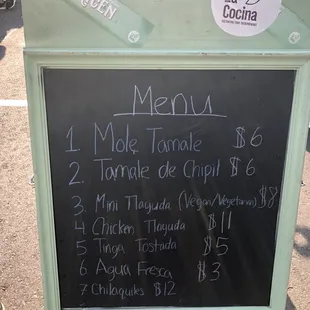 La
Cocina
Menu
1 Mole Tamale $6
2. Tamale de Chipil $6
3. Mini Tlayuda (Vegan/Vegetarian) $8
4 Chicken Tlayuda $11
5 Tinga Tostada $5
6 Agua Fresca $3
7 Chilaquiles $12